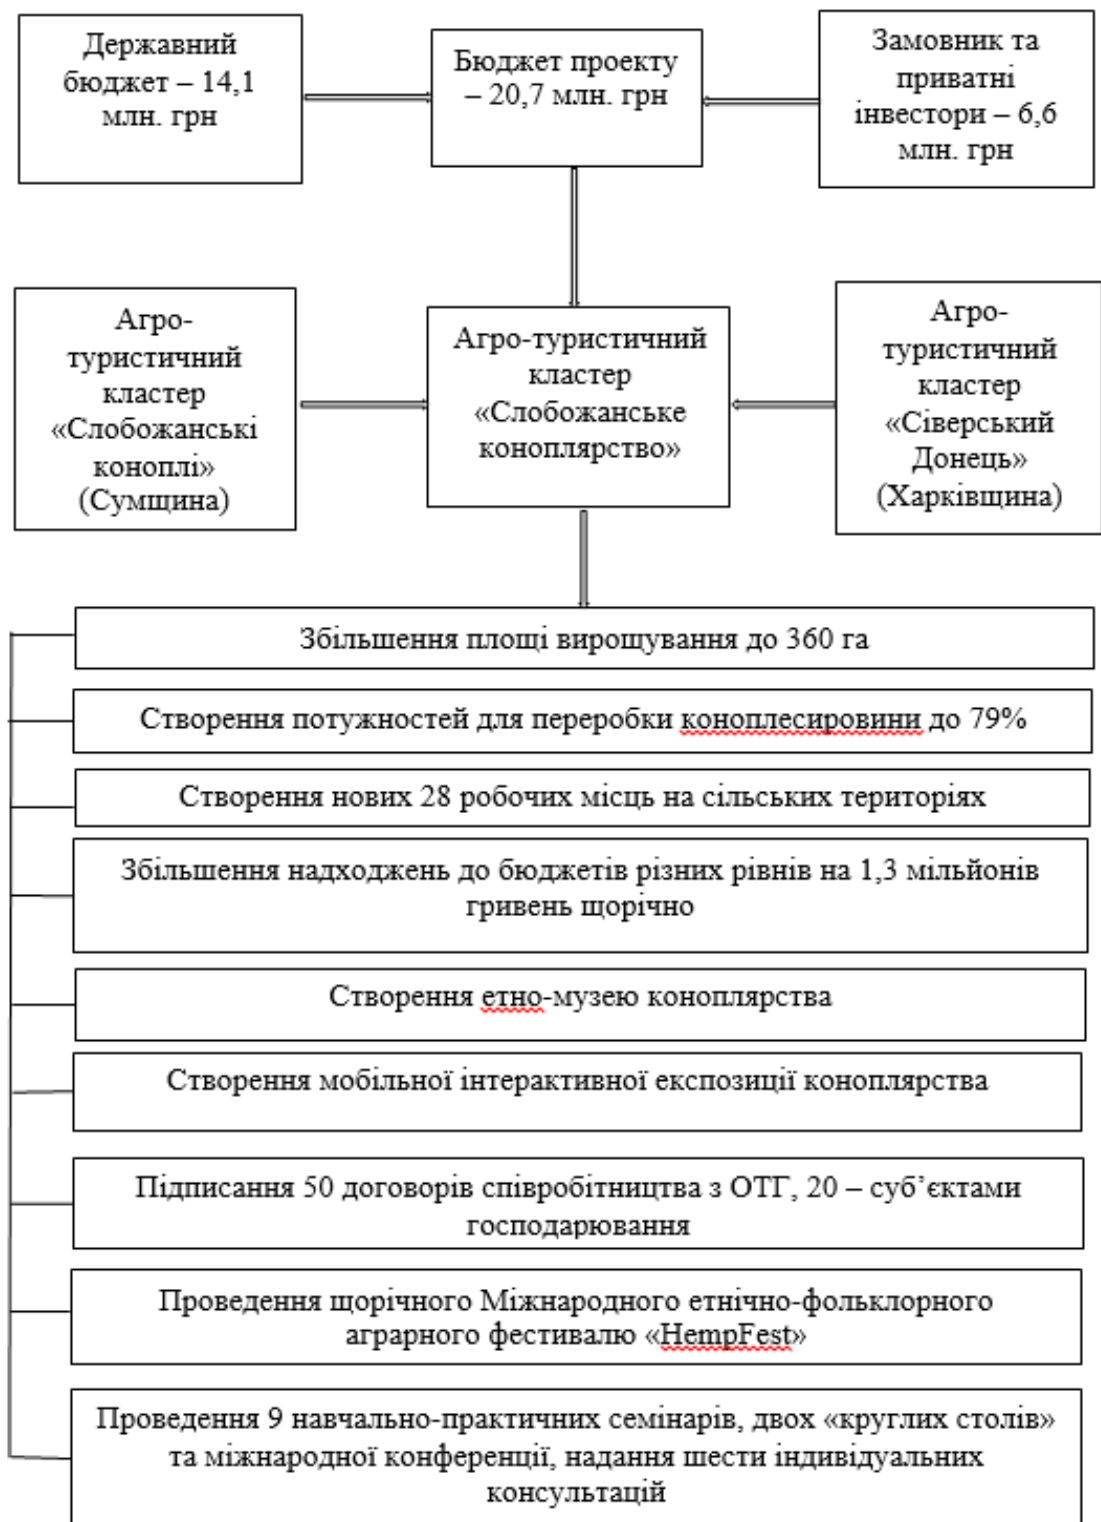 Державний
бюджет – 14,1
млн. грн
Бюджет проекту
– 20,7 млн. грн
Замовник та
приватні
інвестори – 6,6
млн. грн
Агро-
туристичний
кластер
«Слобожанські
коноплі»
(Сумщина)
Агро-туристичний
кластер
«Слобожанське
коноплярство»
Агро-
туристичний
кластер
«Сіверський
Донець»
(Харківщина)
Збільшення площі вирощування до 360 га
Створення потужностей для переробки коноплесировини до 79%
Створення нових 28 робочих місць на сільських територіях
Збільшення надходжень до бюджетів різних рівнів на 1,3 мільйонів
гривень щорічно
Створення етно-музею коноплярства
Створення мобільної інтерактивної експозиції коноплярства
Підписання 50 договорів співробітництва з ОТГ, 20 – суб’єктами
господарювання
Проведення щорічного Міжнародного етнічно-фольклорного
аграрного фестивалю «HempFest»
Проведення 9 навчально-практичних семінарів, двох «круглих столів»
та міжнародної конференції, надання шести індивідуальних
консультацій